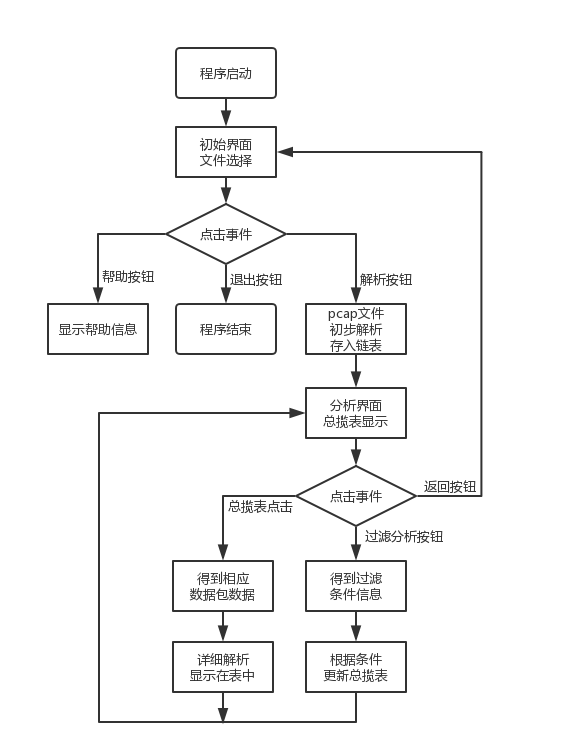 程序启动
初始界面
文件选择
点击事件
帮助按钮
退出按钮
解析按钮
显示帮助信息
程序结束
pcap文件
初步解析
存入链表
分析界面
总揽表显示
点击事件
返回按钮
总揽表点击
过滤分析按钮
得到相应
数据包数据
得到过滤
条件信息
详细解析
显示在表中
根据条件
更新总揽表